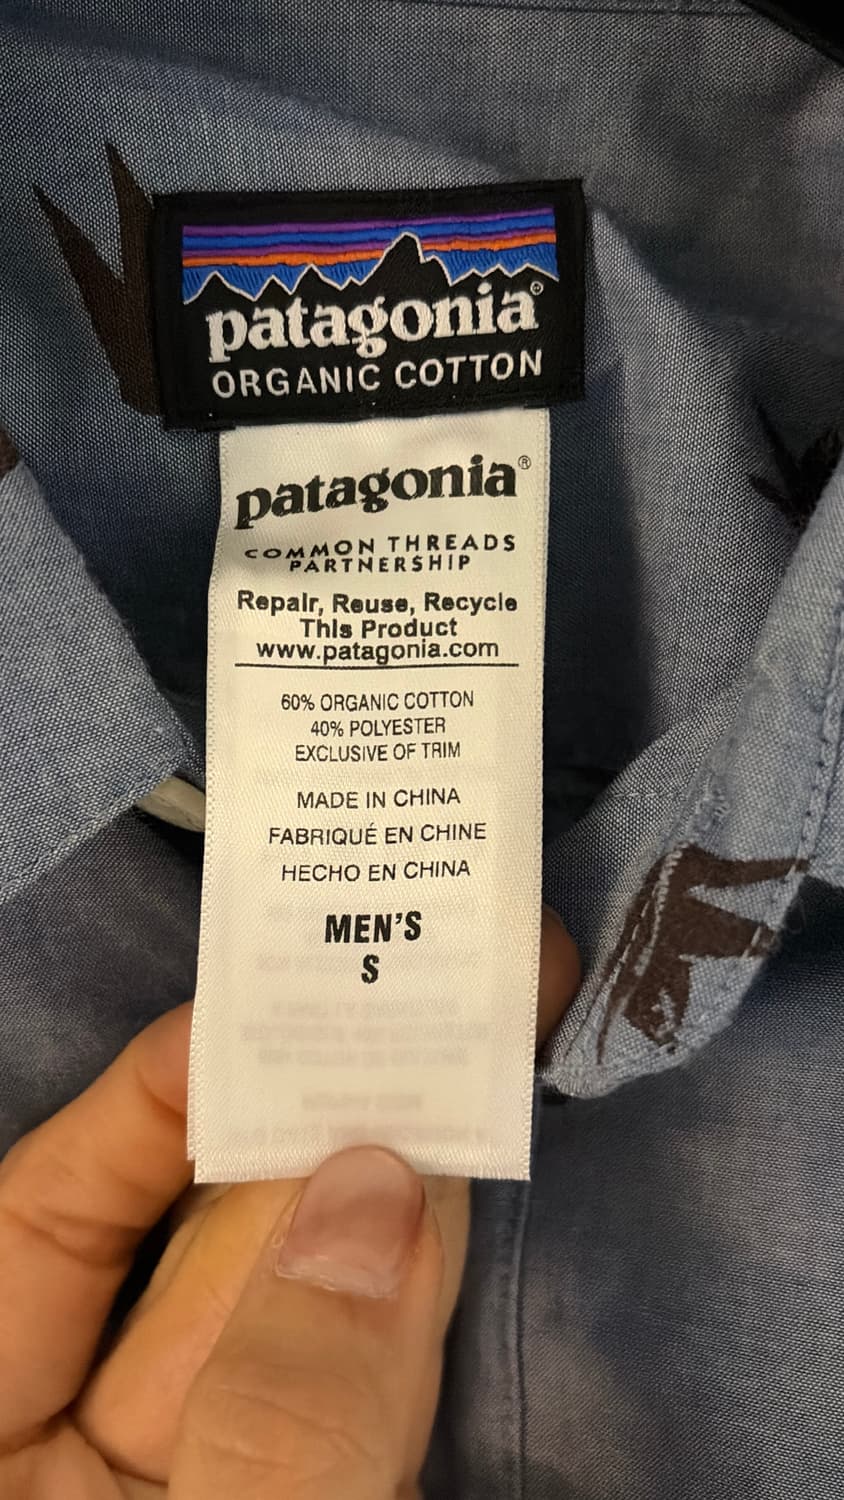 patagonia®
ORGANIC COTTON
patagonia®
COMMON THREADS
PARTNERSHIP
Repair, Reuse, Recycle
This Product
www.patagonia.com
60% ORGANIC COTTON
40% POLYESTER
EXCLUSIVE OF TRIM
MADE IN CHINA
FABRIQUÉ EN CHINE
HECHO EN CHINA
MEN'S
S